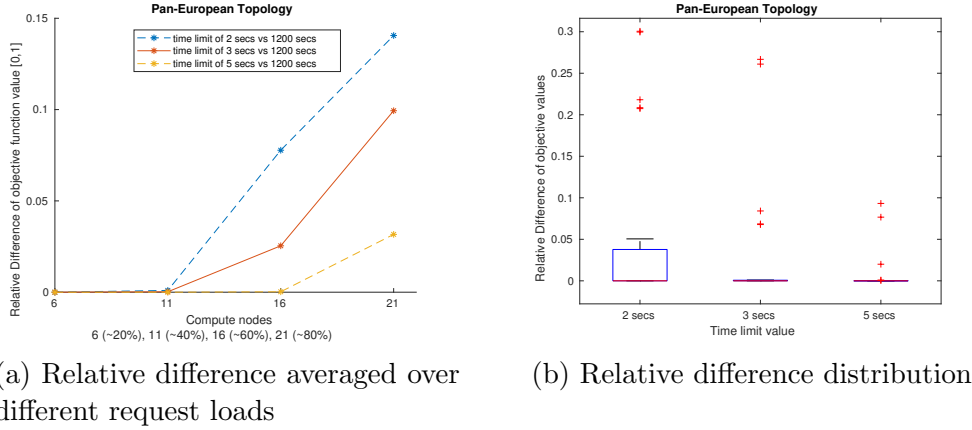 Pan-European Topology
0.15
0.1
0.05
0
Relative Difference of objective function value [0,1]
time limit of 2 secs vs 1200 secs
time limit of 3 secs vs 1200 secs
time limit of 5 secs vs 1200 secs
6 11 16 21
Compute nodes
6 (~20%), 11 (~40%), 16 (~60%), 21 (~80%)
Pan-European Topology
0.3
0.25
0.2
0.15
0.1
0.05
0
Relative Difference of objective values
2 secs 3 secs 5 secs
Time limit value
a) Relative difference averaged over
different request loads
(b) Relative difference distribution